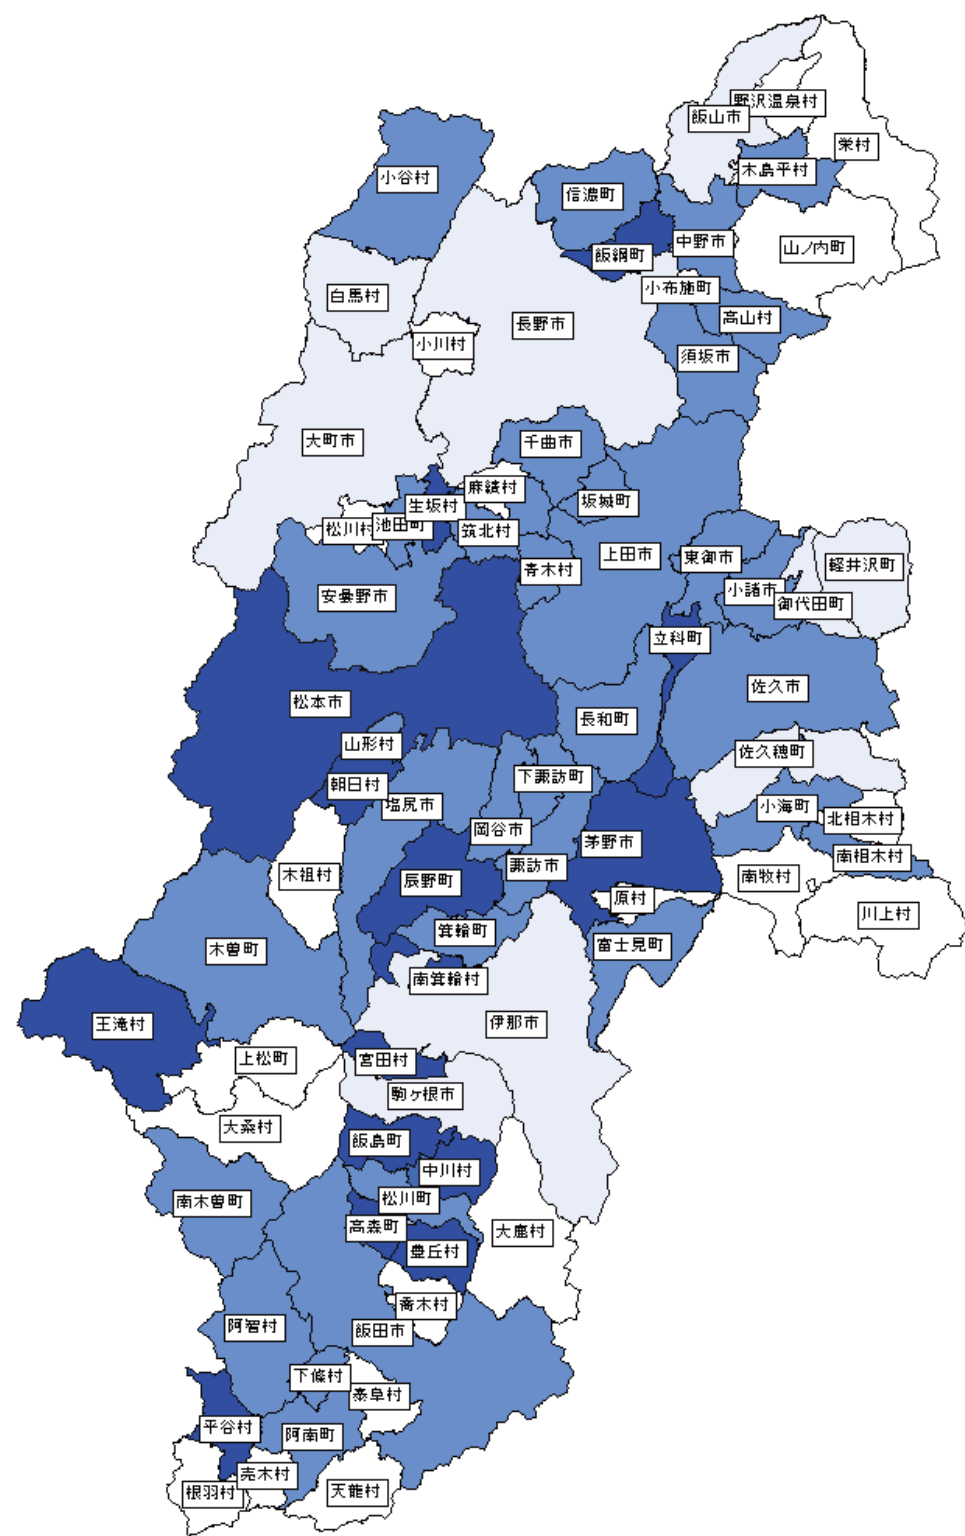 野沢温泉村
飯山市
栄村
木島平村
小谷村
信濃町
中野市
山ノ内町
飯綱町
小布施町
白馬村
高山村
長野市
小川村
須坂市
大町市
千曲市
麻績村
坂城町
生坂村
池田町
松川村
筑北村
上田市
東御市
軽井沢町
青木村
小諸市
御代田町
安曇野市
立科町
佐久市
松本市
長和町
山形村
佐久穂町
下諏訪町
朝日村
塩尻市
小海町
北相木村
岡谷市
茅野市
南相木村
諏訪市
木祖村
辰野町
南牧村
原村
川上村
箕輪町
富士見町
木曽町
南箕輪村
王滝村
伊那市
上松町
宮田村
駒ヶ根市
大桑村
飯島町
中川村
南木曽町
松川町
高森町
大鹿村
豊丘村
喬木村
阿智村
飯田市
下條村
泰阜村
平谷村
阿南町
売木村
根羽村
天龍村